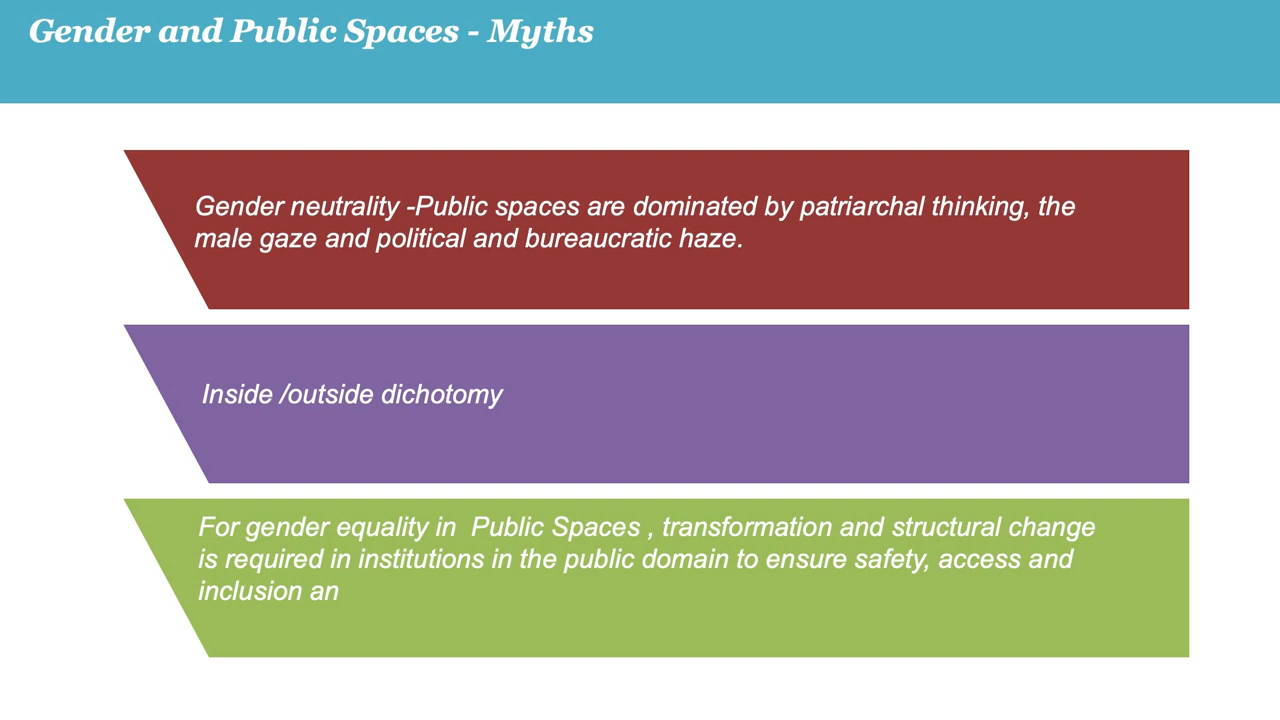 Gender and Public Spaces - Myths
Gender neutrality -Public spaces are dominated by patriarchal thinking, the
male gaze and political and bureaucratic haze.
Inside /outside dichotomy
For gender equality in  Public Spaces , transformation and structural change
is required in institutions in the public domain to ensure safety, access and
inclusion an